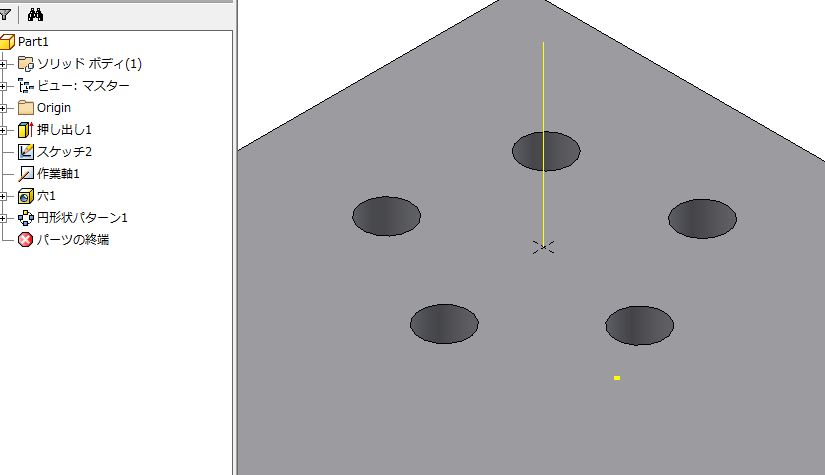 Part1
ソリッド ボディ(1)
ビュー: マスター
Origin
押し出し1
スケッチ2
作業軸1
穴1
円形状パターン1
パーツの終端